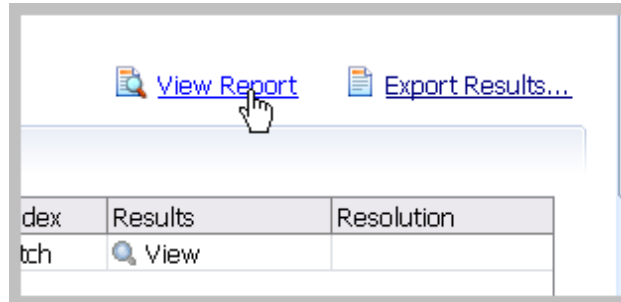 View Report Export Results...
dex Results Resolution
tch View